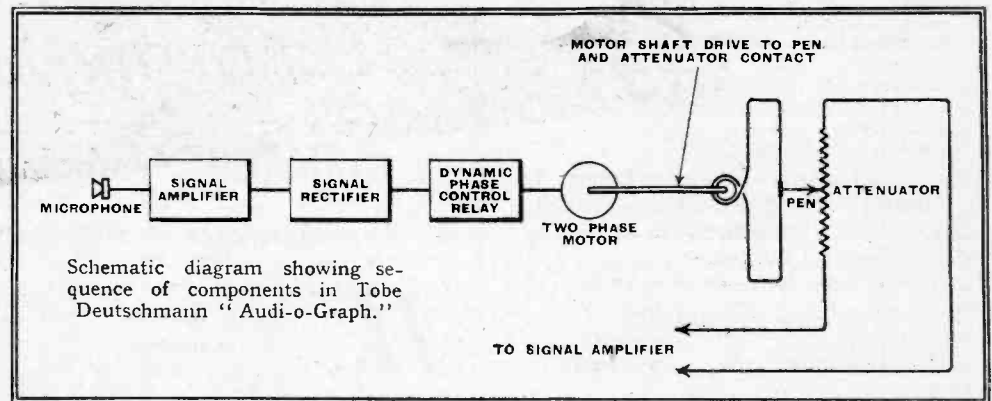 MOTOR SHAFT DRIVE TO PEN
AND ATTENUATOR CONTACT
MICROPHONE
SIGNAL
AMPLIFIER
SIGNAL
RECTIFIER
DYNAMIC
PHASE
CONTROL
RELAY
TWO PHASE
MOTOR
PEN
ATTENUATOR
Schematic diagram showing se-
quence of components in Tobe
Deutschmann "Audi-o-Graph."
TO SIGNAL AMPLIFIER